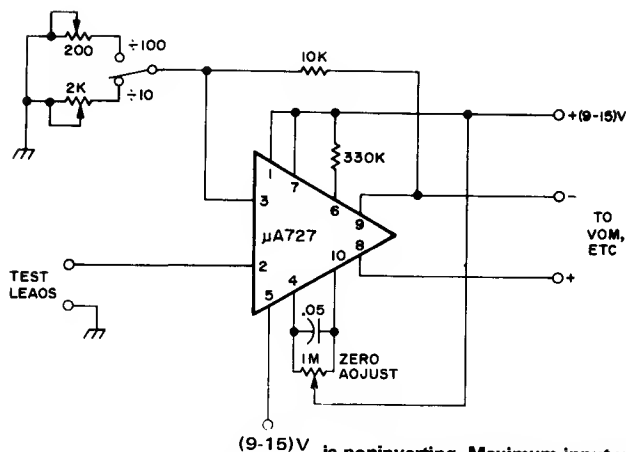 200
÷100
2K
÷10
10K
+(9-15)V
330K
1
7
6
3
9
−
μA727
8
TO
VOM,
ETC
2
10
+
TEST
LEAOS
5
4
.05
1M
ZERO
AOJUST
(9-15)V
is noninverting. Maximum input